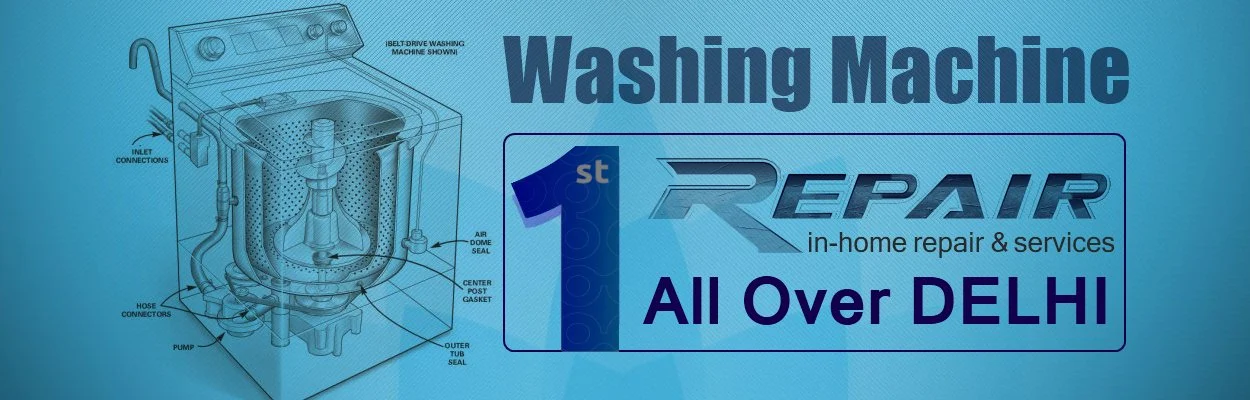 (BELT-DRIVE WASHING
MACHINE SHOWN)
INLET
CONNECTIONS
AIR
DOME
SEAL
CENTER
POST
GASKET
HOSE
CONNECTORS
PUMP
OUTER
TUB
SEAL
Washing Machine
1st
REPAIR
in-home repair & services
All Over DELHI